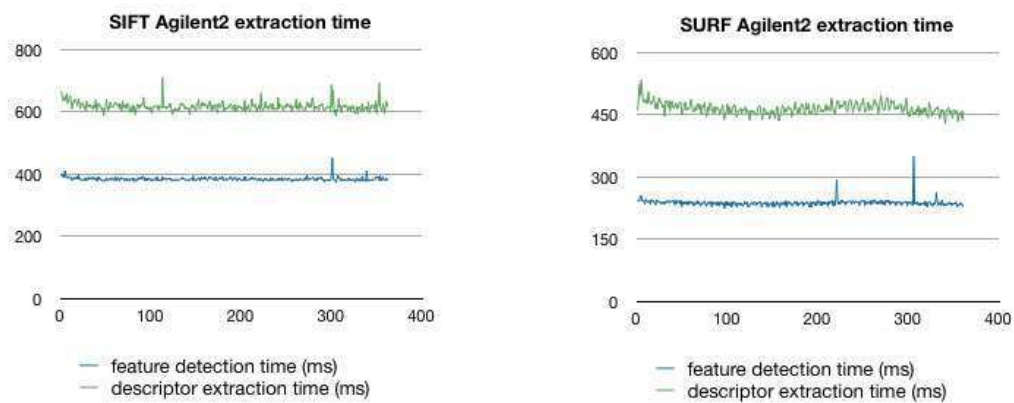 SIFT Agilent2 extraction time
800
600
400
200
0
0 100 200 300 400
feature detection time (ms)
descriptor extraction time (ms)
SURF Agilent2 extraction time
600
450
300
150
0
0 100 200 300 400
feature detection time (ms)
descriptor extraction time (ms)